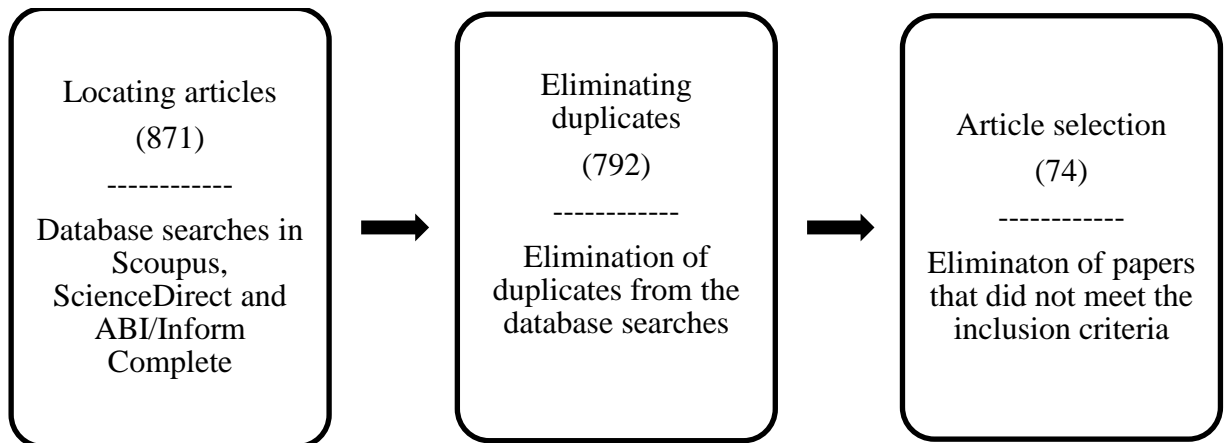 Locating articles
(871)
------------
Database searches in
Scoupus,
ScienceDirect and
ABI/Inform
Complete
Eliminating
duplicates
(792)
------------
Elimination of
duplicates from the
database searches
Article selection
(74)
------------
Eliminaton of papers
that did not meet the
inclusion criteria